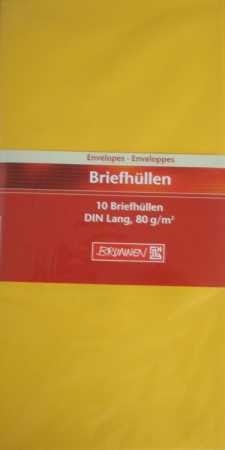 Envelopes - Enveloppes
Briefhüllen
10 Briefhüllen
DIN Lang, 80 g/m²
BRUNNEN